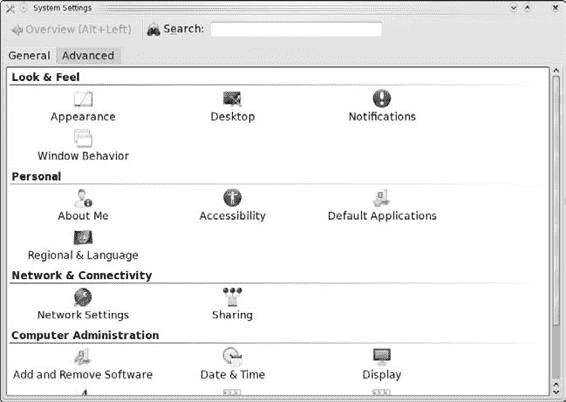 System Settings
Overview (Alt+Left) Search:
General Advanced
Look & Feel
Appearance Desktop Notifications
Window Behavior
Personal
About Me Accessibility Default Applications
Regional & Language
Network & Connectivity
Network Settings Sharing
Computer Administration
Add and Remove Software Date & Time Display